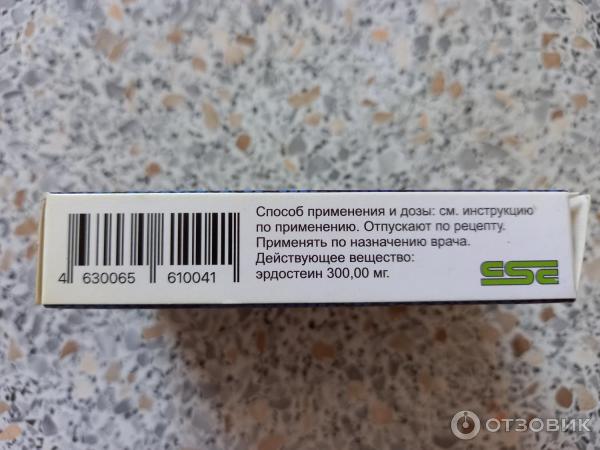 Способ применения и дозы: см. инструкцию
по применению. Отпускают по рецепту.
Применять по назначению врача.
Действующее вещество:
эрдостеин 300,00 мг.
4 630065 610041
ОТЗОВИК